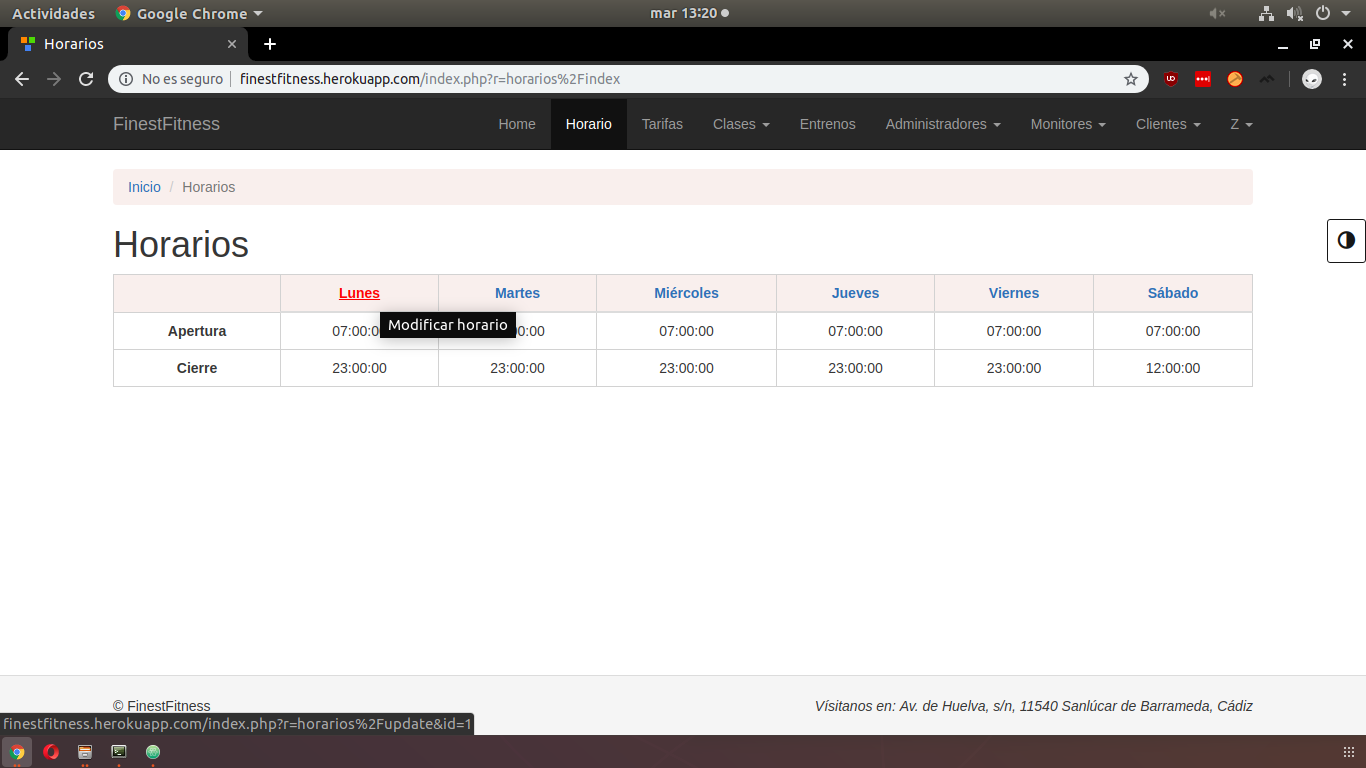 Actividades Google Chrome mar 13:20
Horarios
No es seguro finestfitness.herokuapp.com/index.php?r=horarios%2Findex
FinestFitness Home Horario Tarifas Clases Entrenos Administradores Monitores Clientes Z
Inicio / Horarios
Horarios
Lunes Martes Miércoles Jueves Viernes Sábado
Apertura 07:00:0 00:00 07:00:00 07:00:00 07:00:00 07:00:00
Modificar horario
Cierre 23:00:00 23:00:00 23:00:00 23:00:00 23:00:00 12:00:00
© FinestFitness Vísitanos en: Av. de Huelva, s/n, 11540 Sanlúcar de Barrameda, Cádiz
finestfitness.herokuapp.com/index.php?r=horarios%2Fupdate&id=1